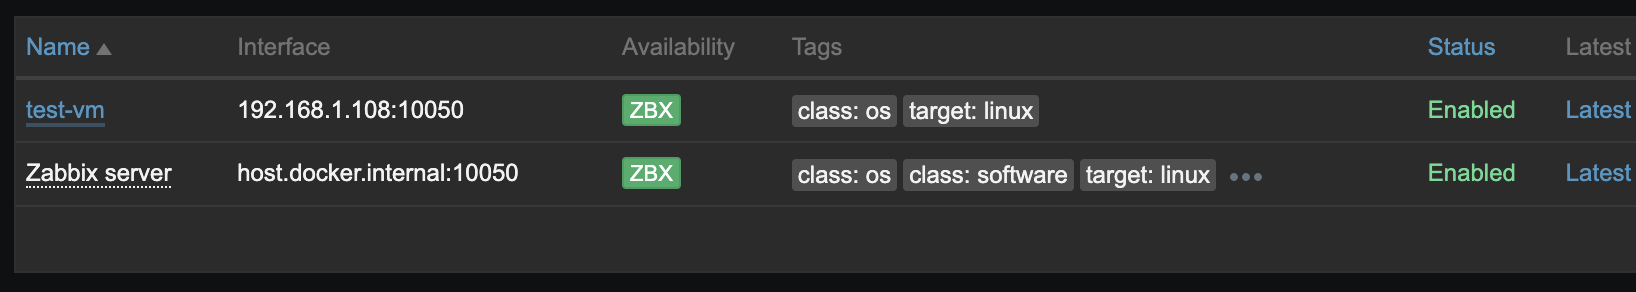 Name Interface Availability Tags Status Latest
test-vm 192.168.1.108:10050 ZBX class: os target: linux Enabled Latest
Zabbix server host.docker.internal:10050 ZBX class: os class: software target: linux ••• Enabled Latest